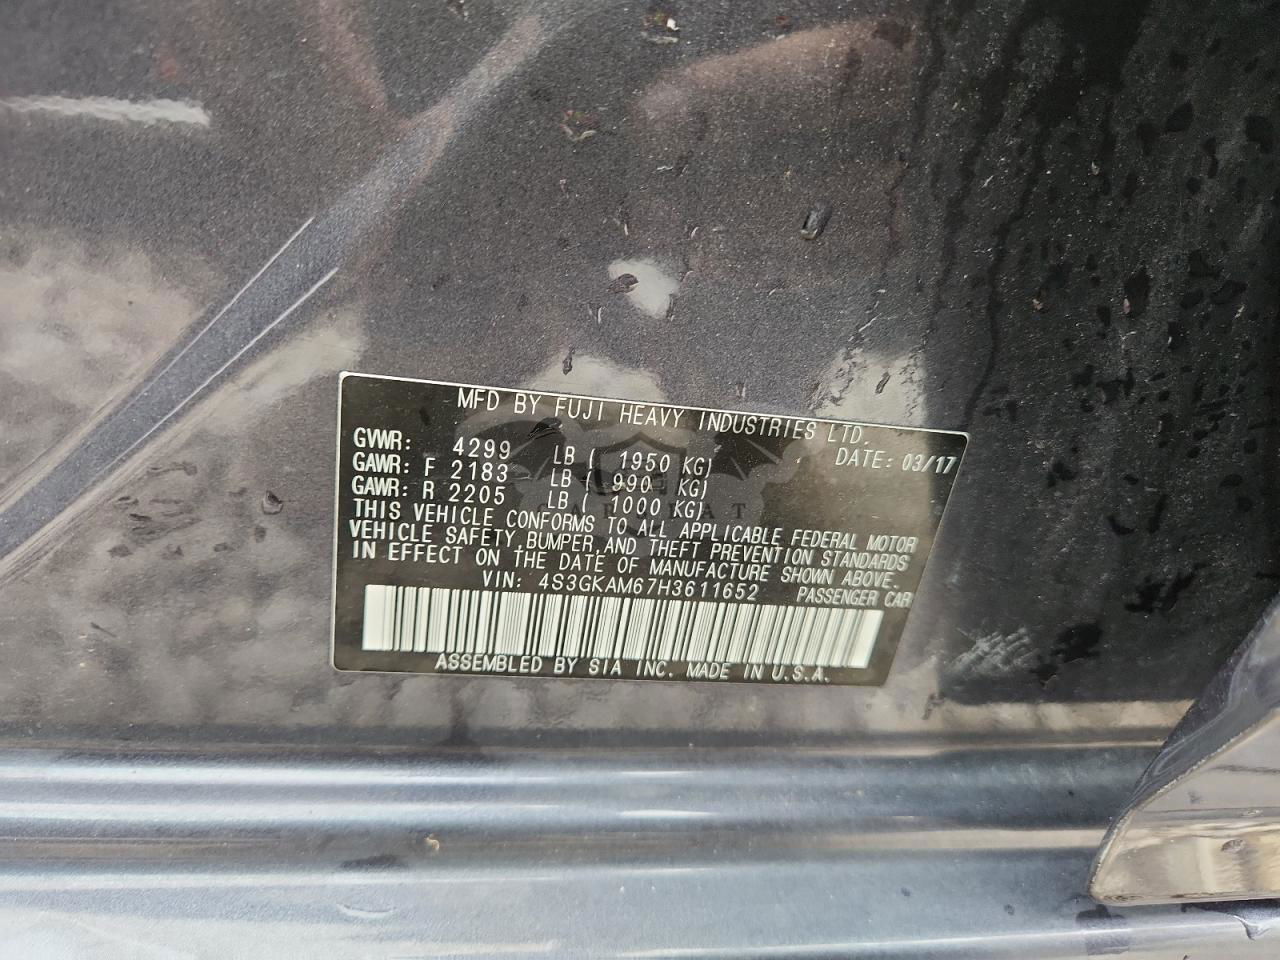 MFD BY FUJI HEAVY INDUSTRIES LTD.
GVWR: 4299 LB ( 1950 KG) DATE: 03/17
GAWR: F 2183 LB ( 990 KG)
GAWR: R 2205 LB ( 1000 KG)
THIS VEHICLE CONFORMS TO ALL APPLICABLE FEDERAL MOTOR
VEHICLE SAFETY, BUMPER, AND THEFT PREVENTION STANDARDS
IN EFFECT ON THE DATE OF MANUFACTURE SHOWN ABOVE.
VIN: 4S3GKAM67H3611652 PASSENGER CAR
ASSEMBLED BY SIA INC. MADE IN U.S.A.